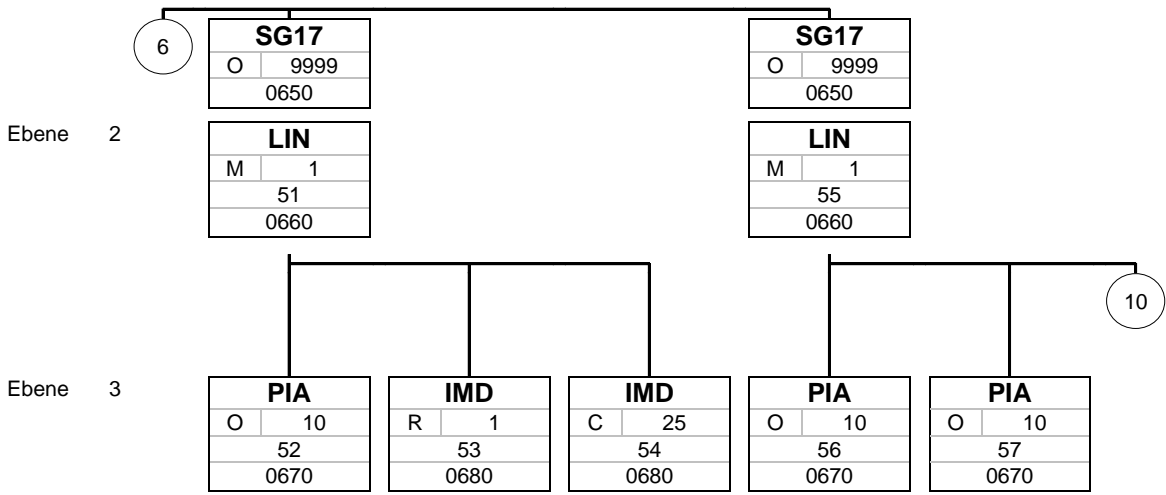 6
SG17
O 9999
0650
SG17
O 9999
0650
Ebene 2
LIN
M 1
51
0660
LIN
M 1
55
0660
10
Ebene 3
PIA
O 10
52
0670
IMD
R 1
53
0680
IMD
C 25
54
0680
PIA
O 10
56
0670
PIA
O 10
57
0670